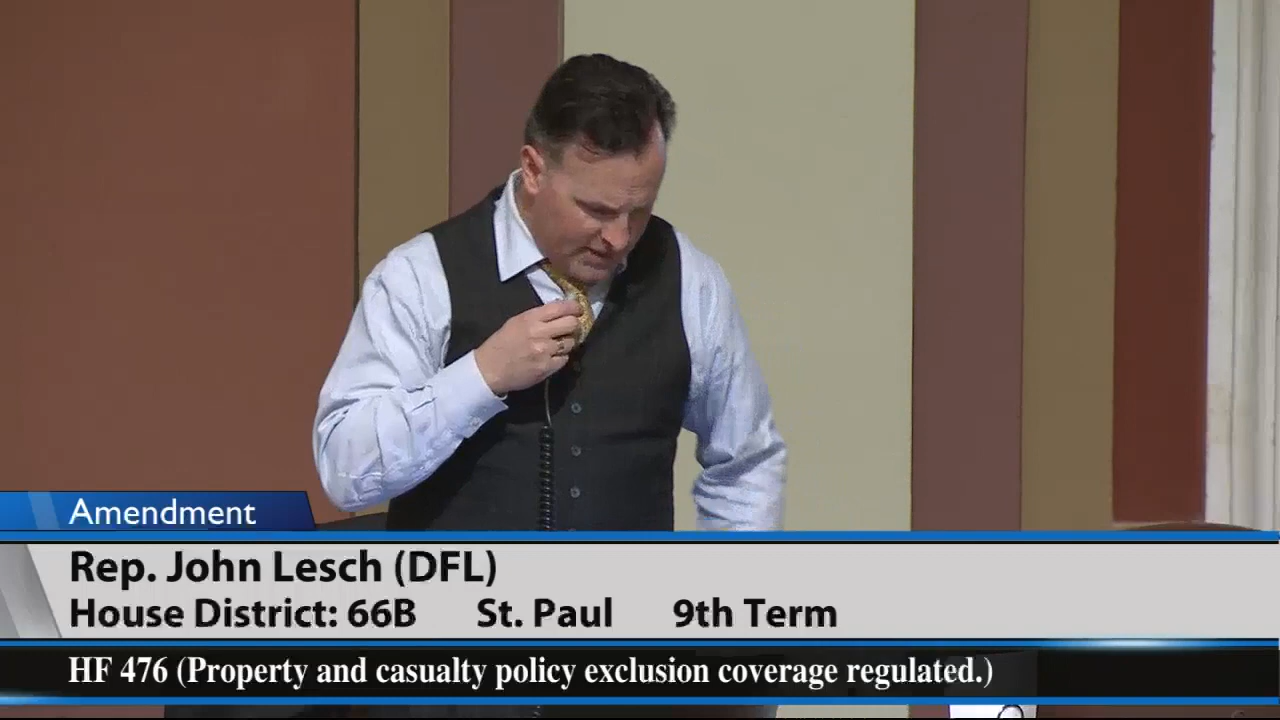 Amendment
Rep. John Lesch (DFL)
House District: 66B St. Paul 9th Term
HF 476 (Property and casualty policy exclusion coverage regulated.)